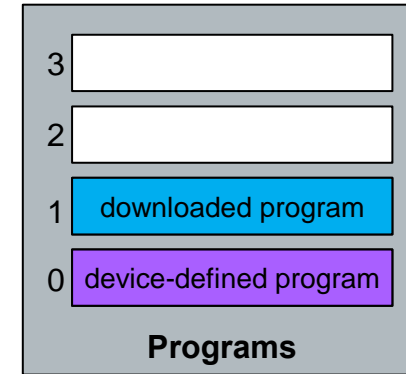 3
2
1 downloaded program
0 device-defined program
Programs